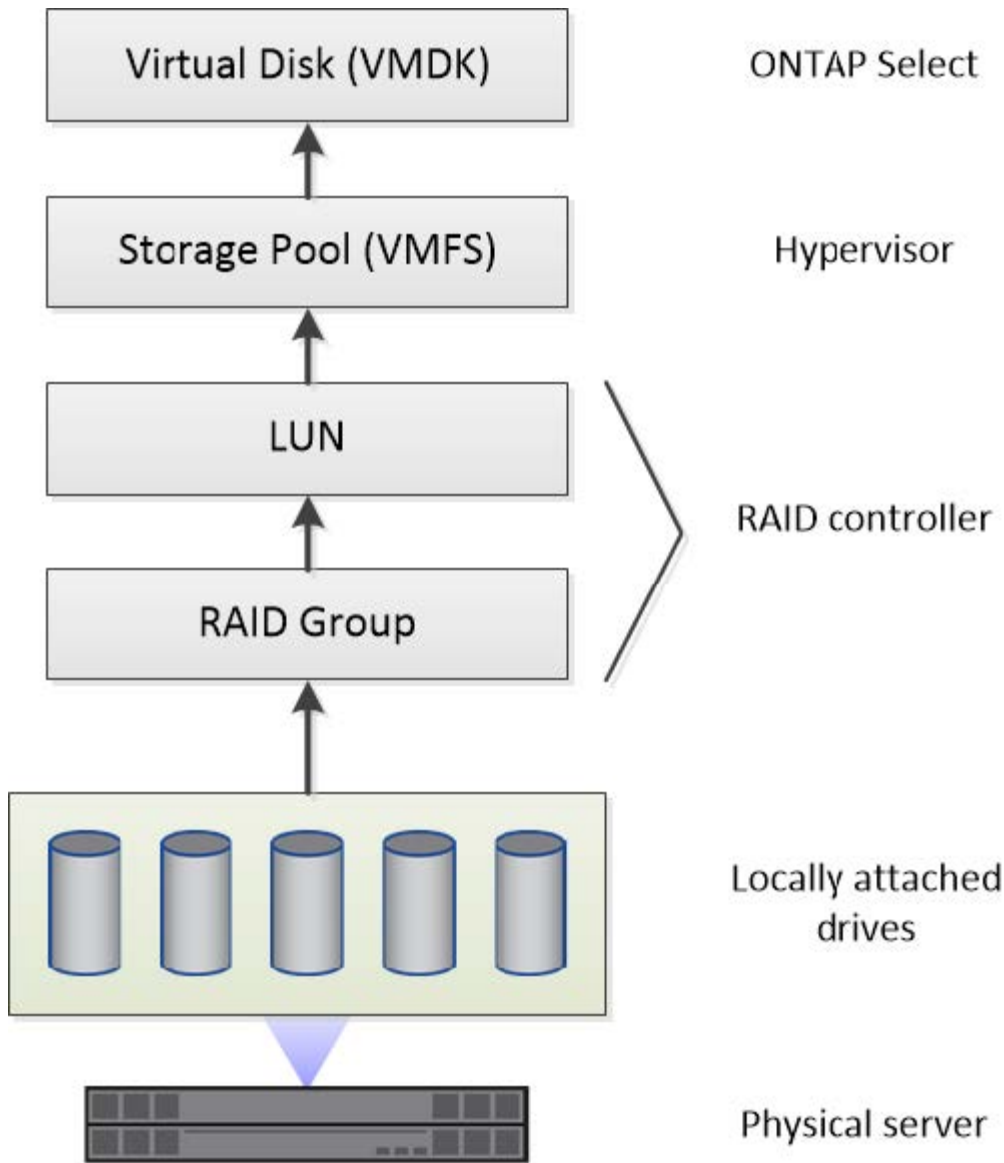 Virtual Disk (VMDK)
ONTAP Select
Storage Pool (VMFS)
Hypervisor
LUN
RAID controller
RAID Group
Locally attached
drives
Physical server